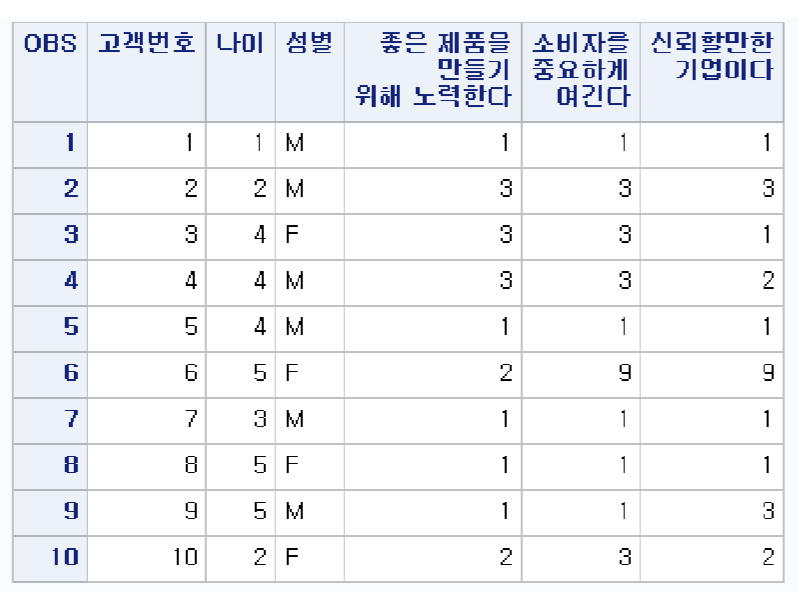 OBS 고객번호 나이 성별 좋은 제품을 만들기 위해 노력한다 소비자를 중요하게 여긴다 신뢰할만한 기업이다
1 1 1 M 1 1 1
2 2 2 M 3 3 3
3 3 4 F 3 3 1
4 4 4 M 3 3 2
5 5 4 M 1 1 1
6 6 5 F 2 9 9
7 7 3 M 1 1 1
8 8 5 F 1 1 1
9 9 5 M 1 1 3
10 10 2 F 2 3 2